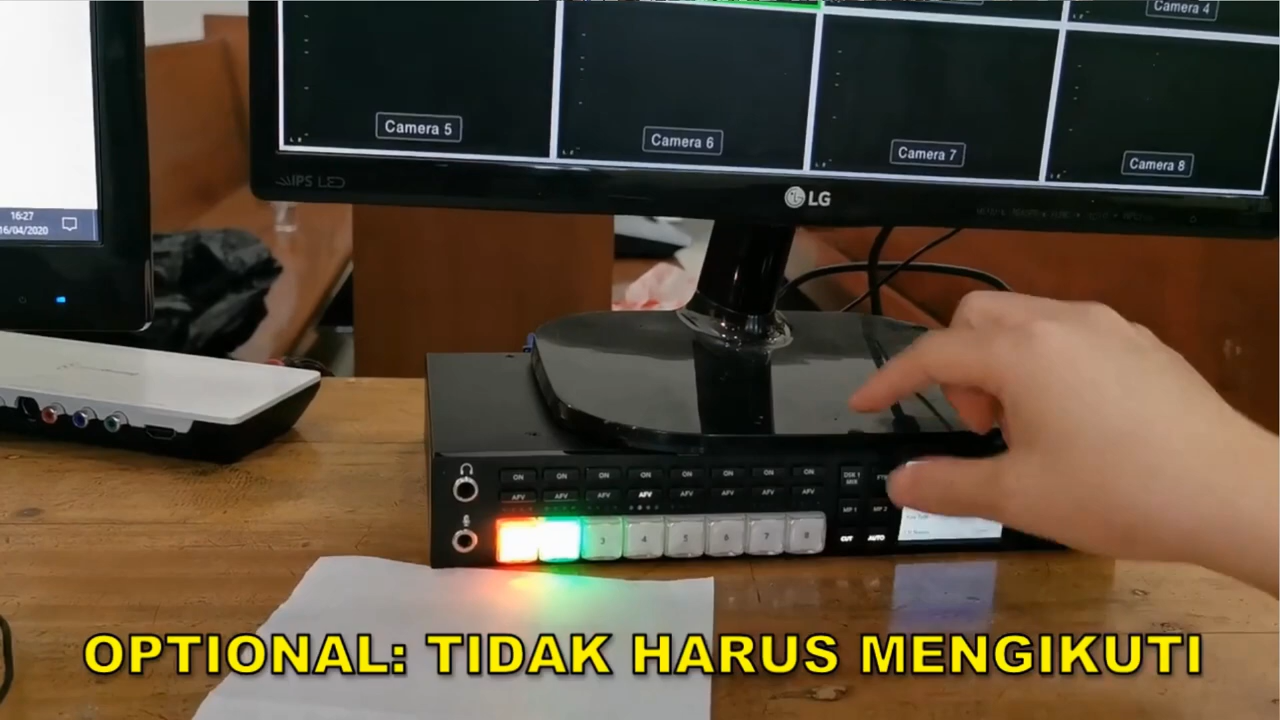 Camera 4
Camera 5
Camera 6
Camera 7
Camera 8
IPS LED
LG
16:27
16/04/2020
ON ON ON ON ON ON ON ON
AFV AFV AFV AFV AFV AFV AFV AFV
DSK 1
3 4 5 6 7 8
MP 1 MP 2
CUT AUTO
OPTIONAL: TIDAK HARUS MENGIKUTI